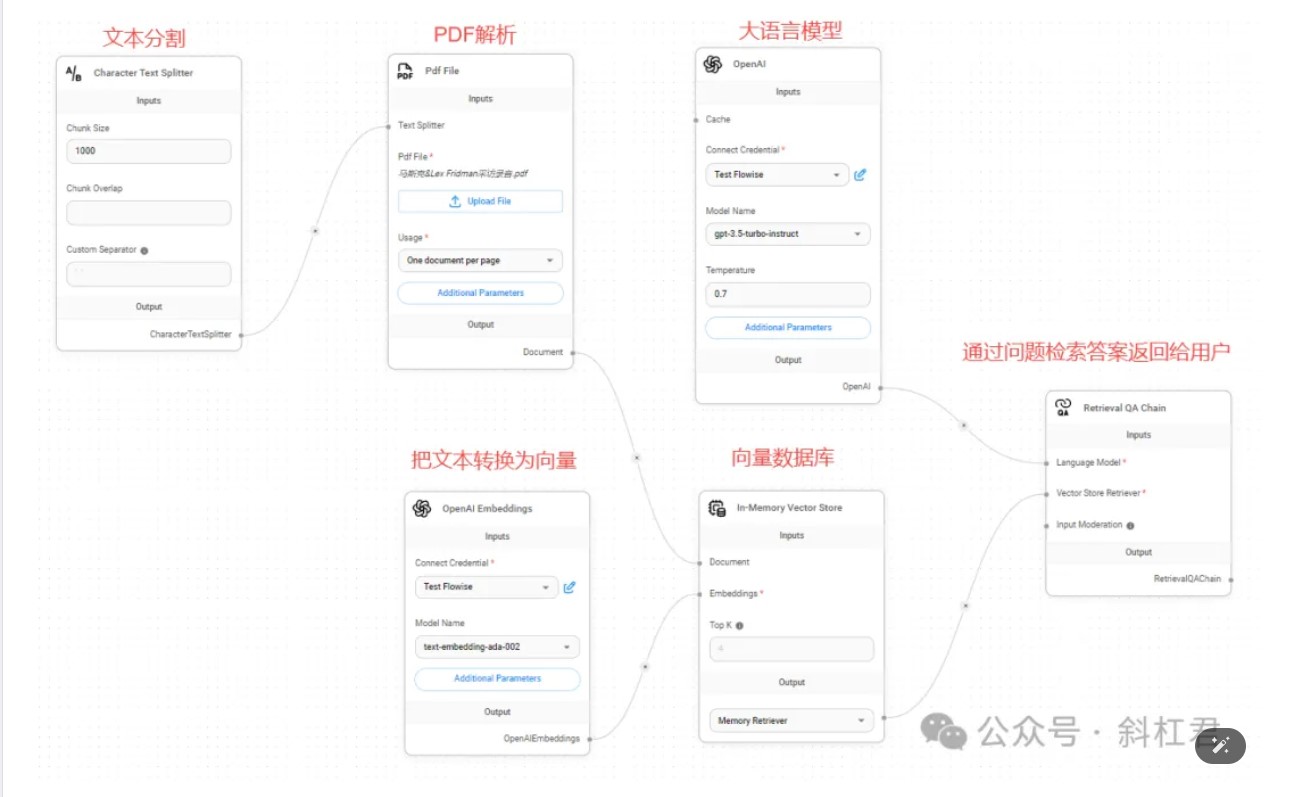 文本分割
A/B Character Text Splitter
Inputs
Chunk Size
1000
Chunk Overlap
Custom Separator
Output
CharacterTextSplitter
PDF解析
PDF Pdf File
Inputs
Text Splitter
Pdf File *
马斯克&Lex Fridman采访录音.pdf
Upload File
Usage *
One document per page
Additional Parameters
Output
Document
大语言模型
OpenAI
Inputs
Cache
Connect Credential *
Test Flowise
Model Name
gpt-3.5-turbo-instruct
Temperature
0.7
Additional Parameters
Output
OpenAI
把文本转换为向量
OpenAI Embeddings
Inputs
Connect Credential *
Test Flowise
Model Name
text-embedding-ada-002
Additional Parameters
Output
OpenAIEmbeddings
向量数据库
In-Memory Vector Store
Inputs
Document
Embeddings *
Top K
4
Output
Memory Retriever
通过问题检索答案返回给用户
QA Retrieval QA Chain
Inputs
Language Model *
Vector Store Retriever *
Input Moderation
Output
RetrievalQAChain
公众号 · 斜杠君